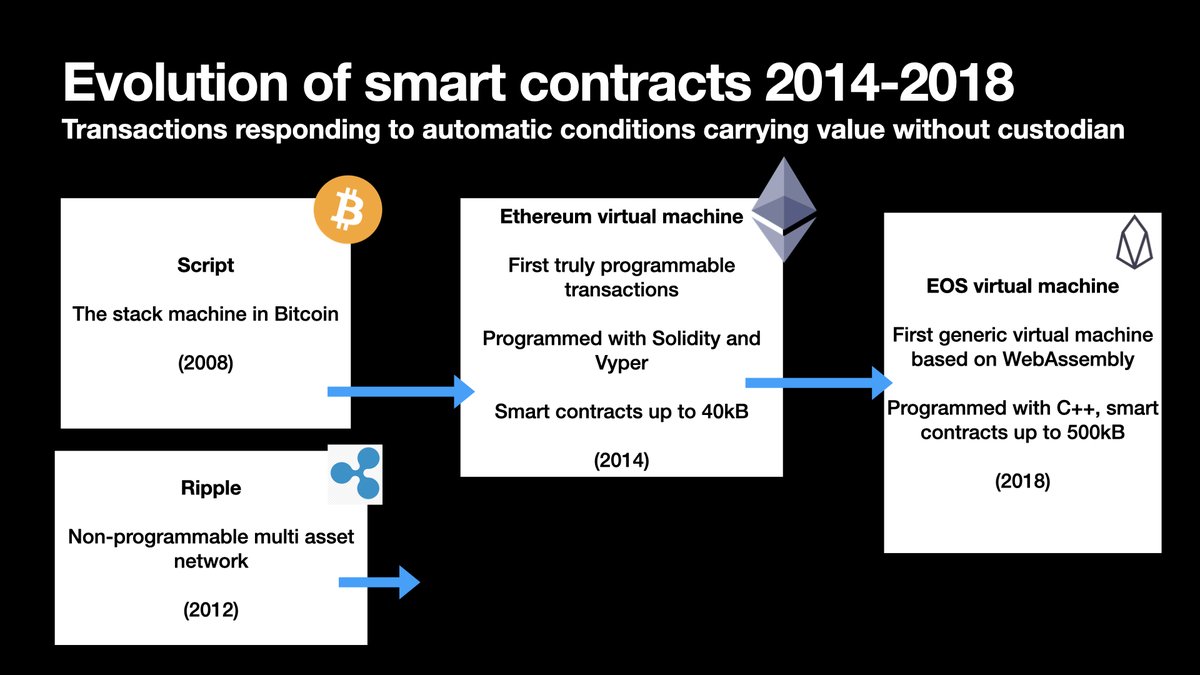 Evolution of smart contracts 2014-2018
Transactions responding to automatic conditions carrying value without custodian
Script
The stack machine in Bitcoin
(2008)
Ripple
Non-programmable multi asset
network
(2012)
Ethereum virtual machine
First truly programmable
transactions
Programmed with Solidity and
Vyper
Smart contracts up to 40kB
(2014)
EOS virtual machine
First generic virtual machine
based on WebAssembly
Programmed with C++, smart
contracts up to 500kB
(2018)